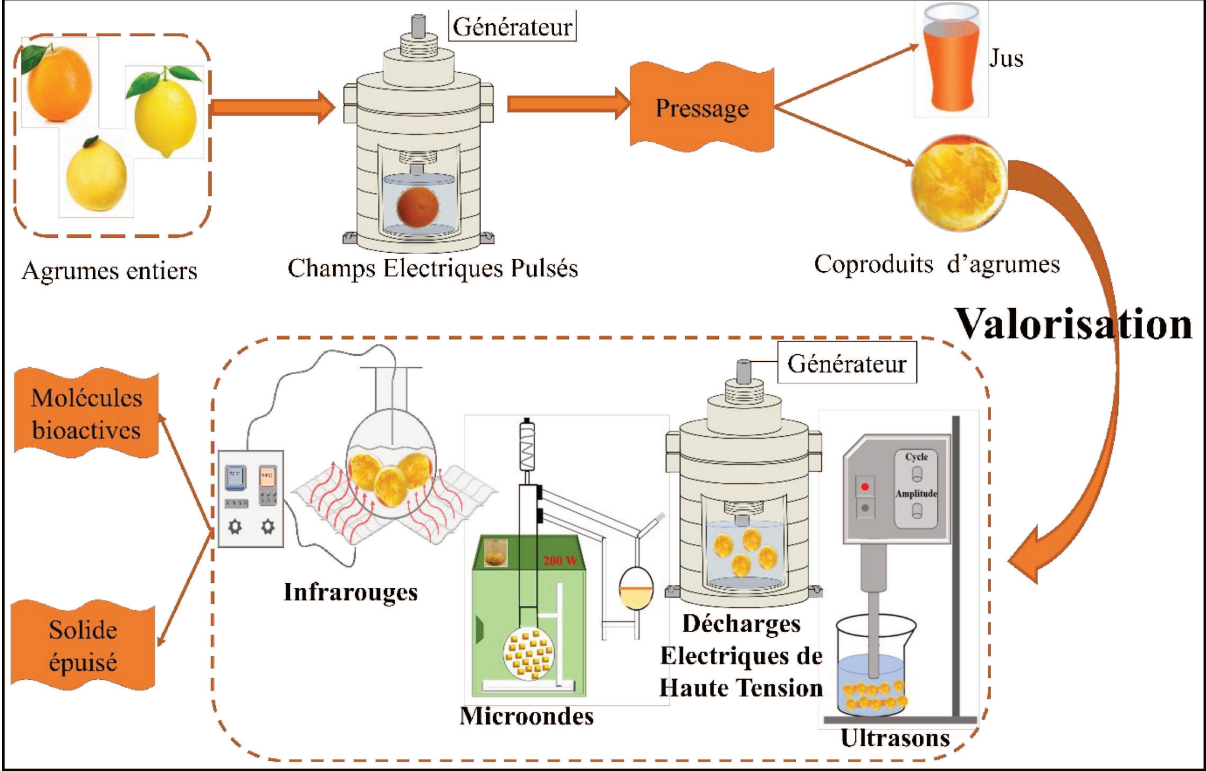 Générateur
Agrumes entiers
Champs Electriques Pulsés
Pressage
Jus
Coproduits d’agrumes
Valorisation
Molécules
bioactives
Solide
épuisé
Infrarouges
200 W
Microondes
Générateur
Décharges
Electriques de
Haute Tension
Cycle
Amplitude
Ultrasons